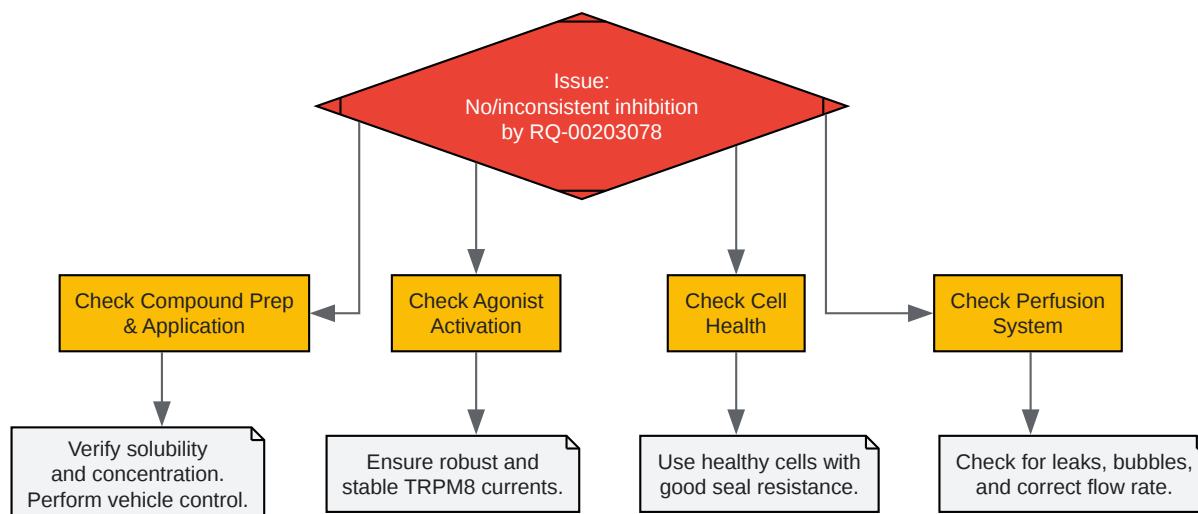 Issue:
No/inconsistent inhibition
by RQ-00203078
Check Compound Prep
& Application
Check Agonist
Activation
Check Cell
Health
Check Perfusion
System
Verify solubility
and concentration.
Perform vehicle control.
Ensure robust and
stable TRPM8 currents.
Use healthy cells with
good seal resistance.
Check for leaks, bubbles,
and correct flow rate.